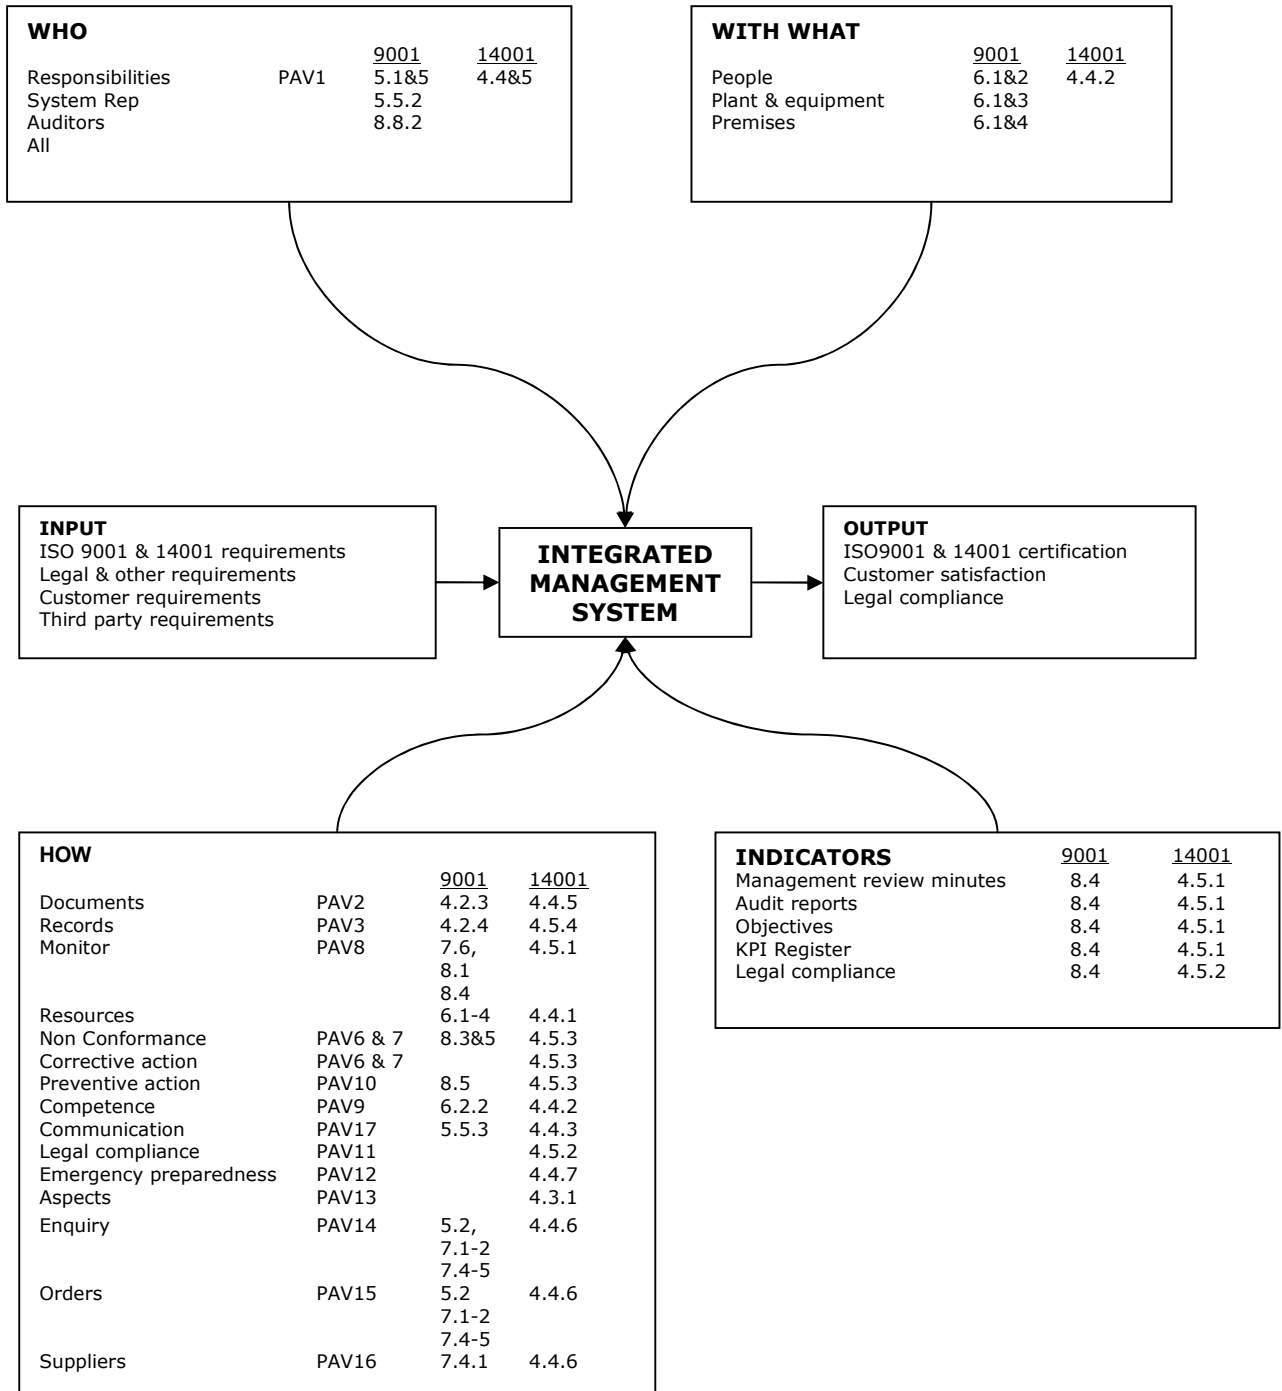 WHO
9001 14001
Responsibilities PAV1 5.1&5 4.4&5
System Rep 5.5.2
Auditors 8.8.2
All
WITH WHAT
9001 14001
People 6.1&2 4.4.2
Plant & equipment 6.1&3
Premises 6.1&4
INPUT
ISO 9001 & 14001 requirements
Legal & other requirements
Customer requirements
Third party requirements
INTEGRATED
MANAGEMENT
SYSTEM
OUTPUT
ISO9001 & 14001 certification
Customer satisfaction
Legal compliance
HOW
9001 14001
Documents PAV2 4.2.3 4.4.5
Records PAV3 4.2.4 4.5.4
Monitor PAV8 7.6, 4.5.1
8.1
8.4
Resources 6.1-4 4.4.1
Non Conformance PAV6 & 7 8.3&5 4.5.3
Corrective action PAV6 & 7 4.5.3
Preventive action PAV10 8.5 4.5.3
Competence PAV9 6.2.2 4.4.2
Communication PAV17 5.5.3 4.4.3
Legal compliance PAV11 4.5.2
Emergency preparedness PAV12 4.4.7
Aspects PAV13 4.3.1
Enquiry PAV14 5.2, 4.4.6
7.1-2
7.4-5
Orders PAV15 5.2 4.4.6
7.1-2
7.4-5
Suppliers PAV16 7.4.1 4.4.6
INDICATORS 9001 14001
Management review minutes 8.4 4.5.1
Audit reports 8.4 4.5.1
Objectives 8.4 4.5.1
KPI Register 8.4 4.5.1
Legal compliance 8.4 4.5.2